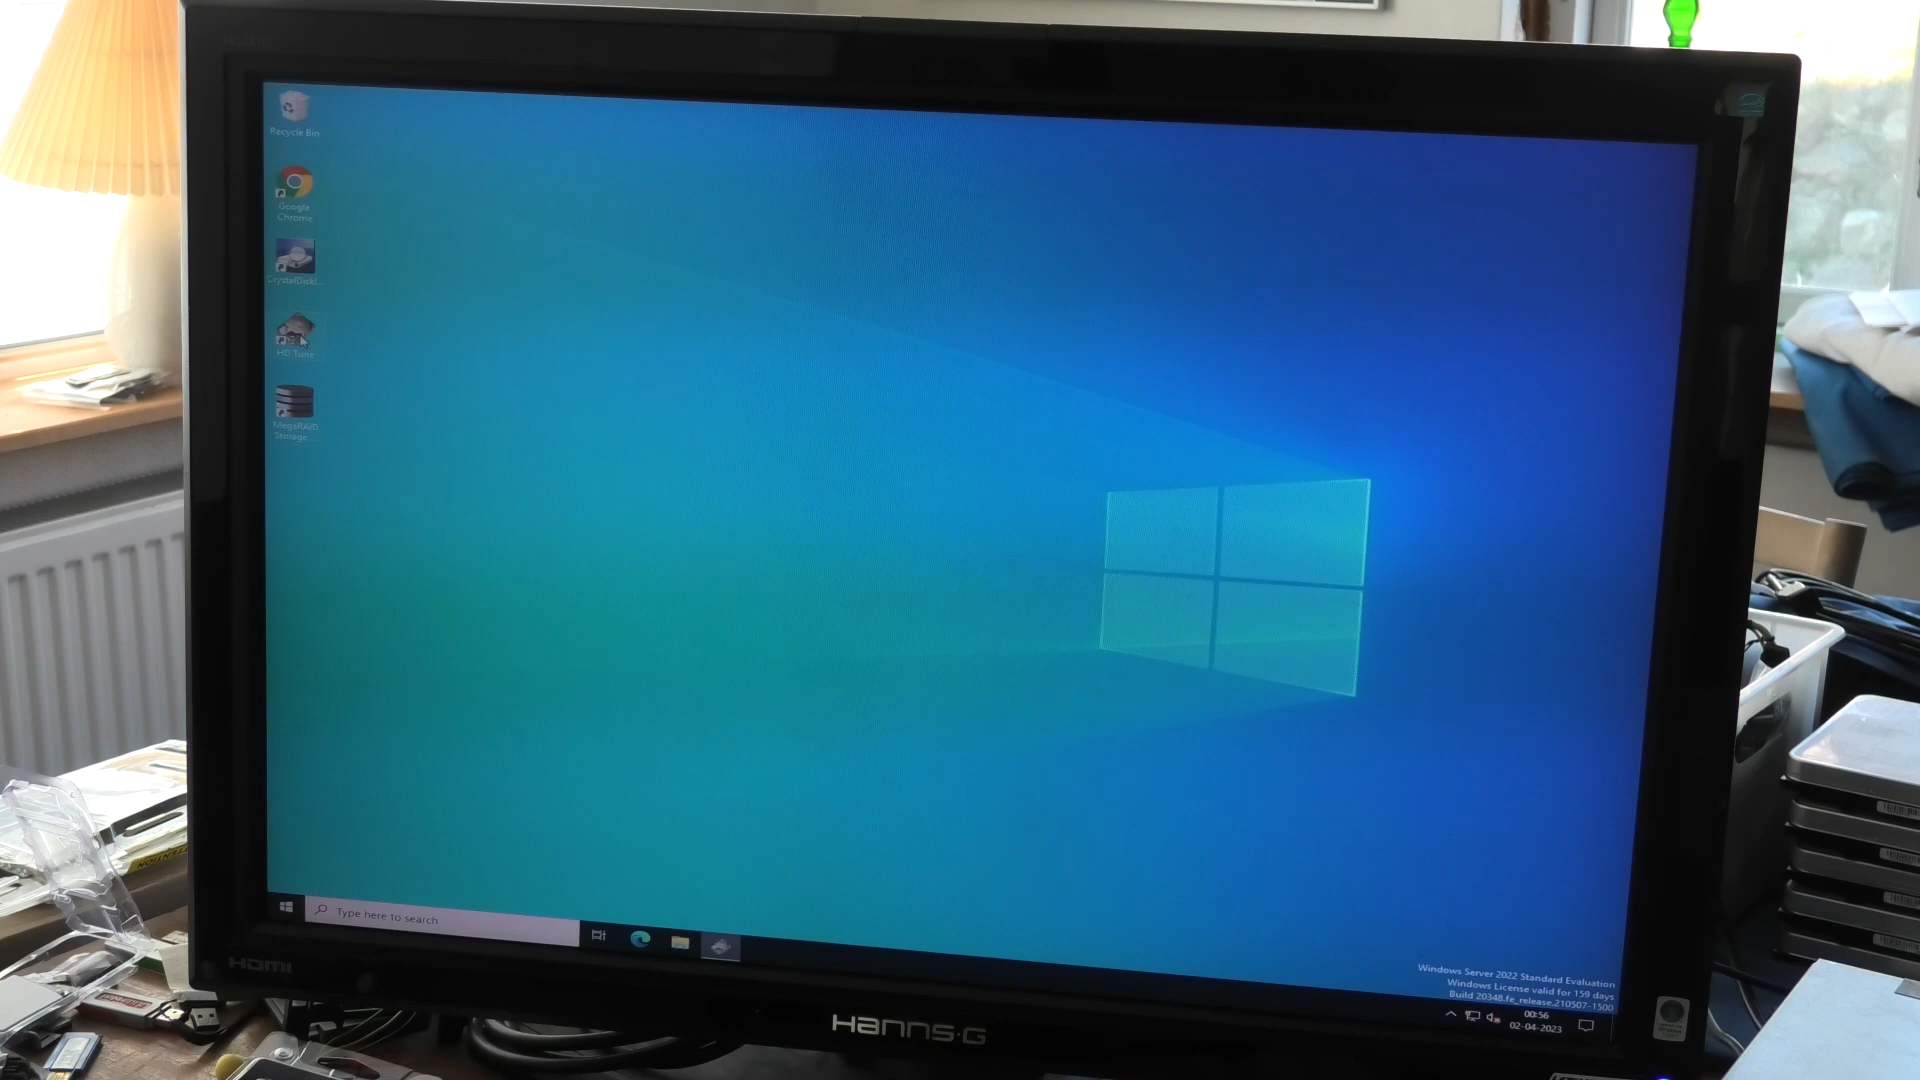 Recycle Bin
Google
Chrome
CrystalDiskI...
HD Tune
MegaRAID
Storage...
Type here to search
Windows Server 2022 Standard Evaluation
Windows License valid for 159 days
Build 20348.fe_release.210507-1500
00:56
02-04-2023
HDMI
Hanns·G